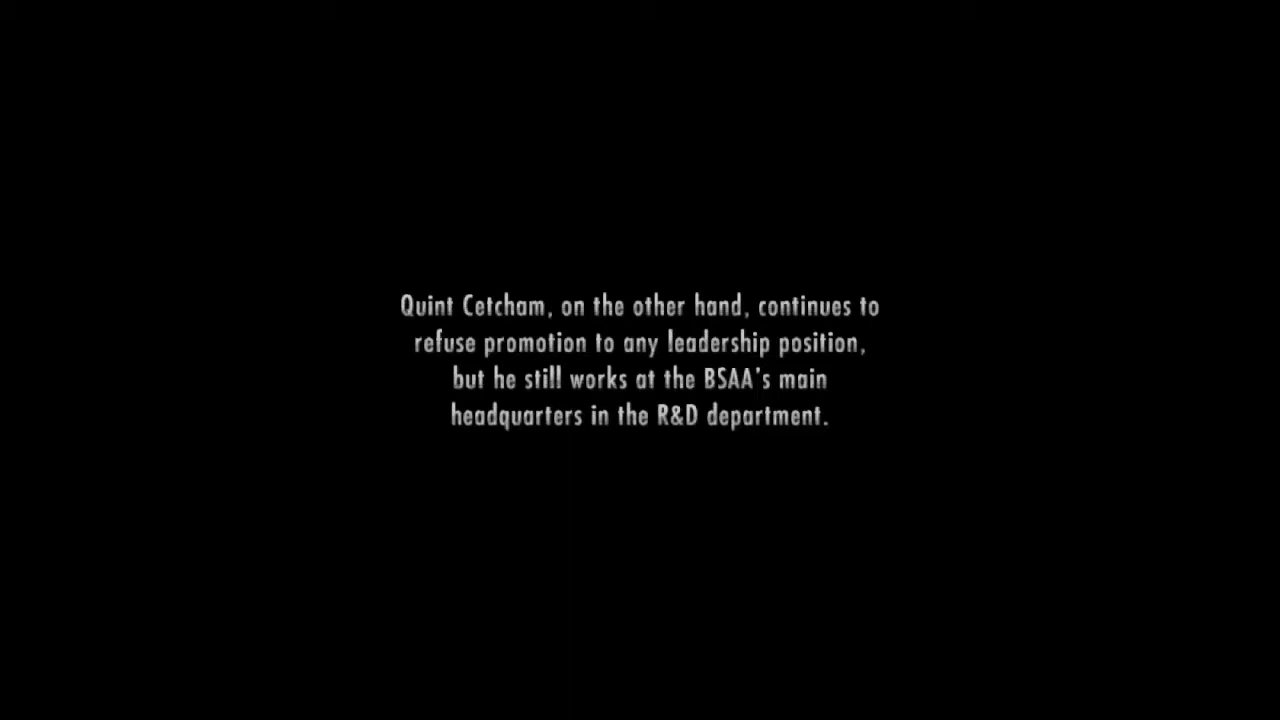 Quint Cetcham, on the other hand, continues to
refuse promotion to any leadership position,
but he still works at the BSAA's main
headquarters in the R&D department.